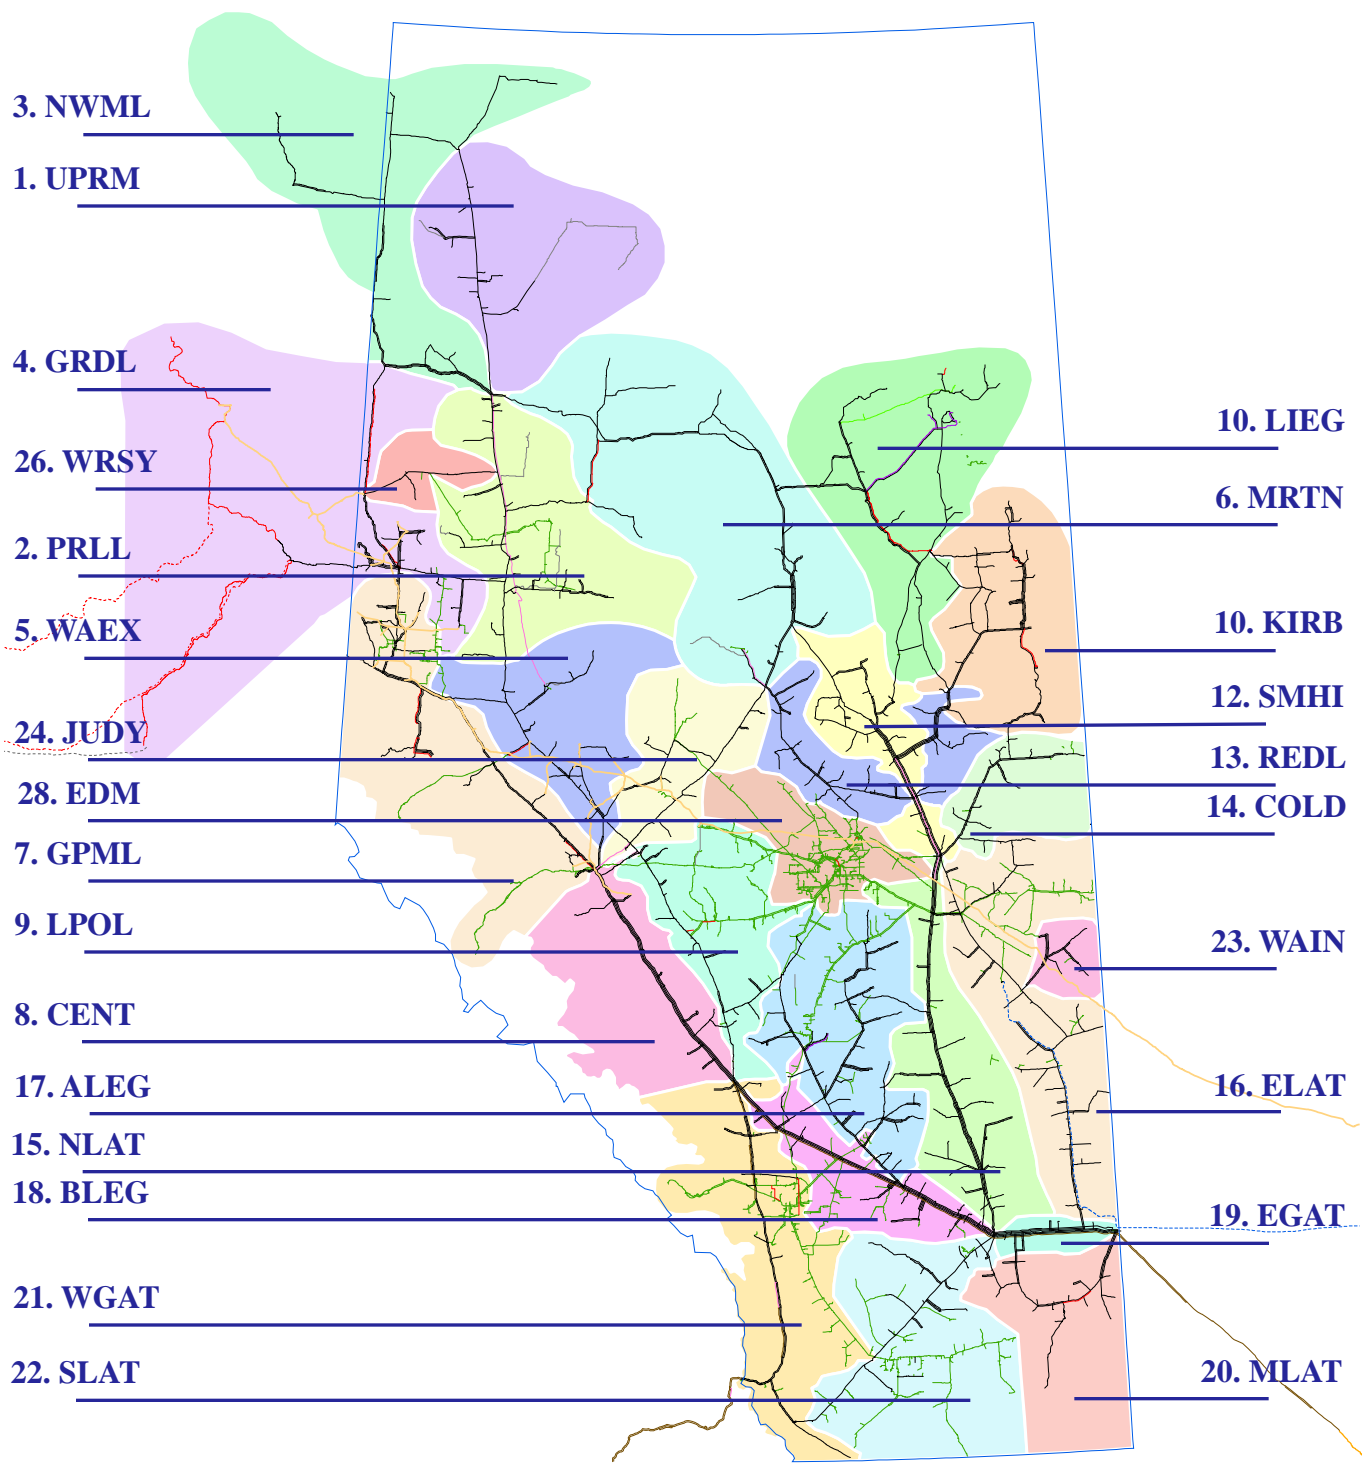 3. NWML
1. UPRM
4. GRDL
26. WRSY
2. PRLL
5. WAEX
24. JUDY
28. EDM
7. GPML
9. LPOL
8. CENT
17. ALEG
15. NLAT
18. BLEG
21. WGAT
22. SLAT
10. LIEG
6. MRTN
10. KIRB
12. SMHI
13. REDL
14. COLD
23. WAIN
16. ELAT
19. EGAT
20. MLAT